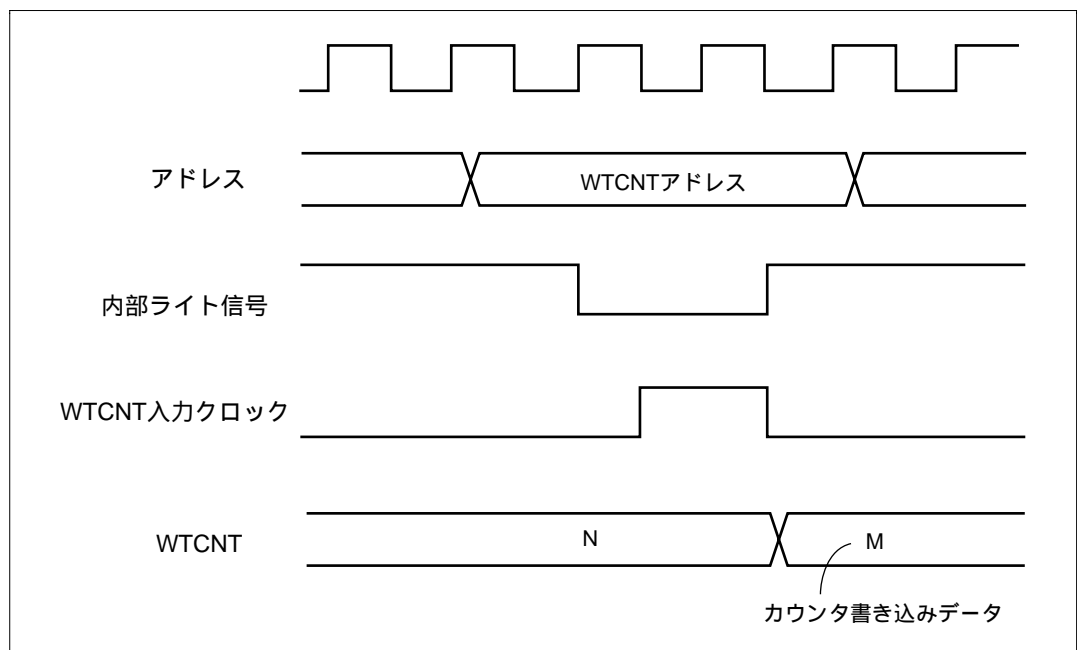 アドレス
WTCNTアドレス
内部ライト信号
WTCNT入力クロック
WTCNT
N
M
カウンタ書き込みデータ